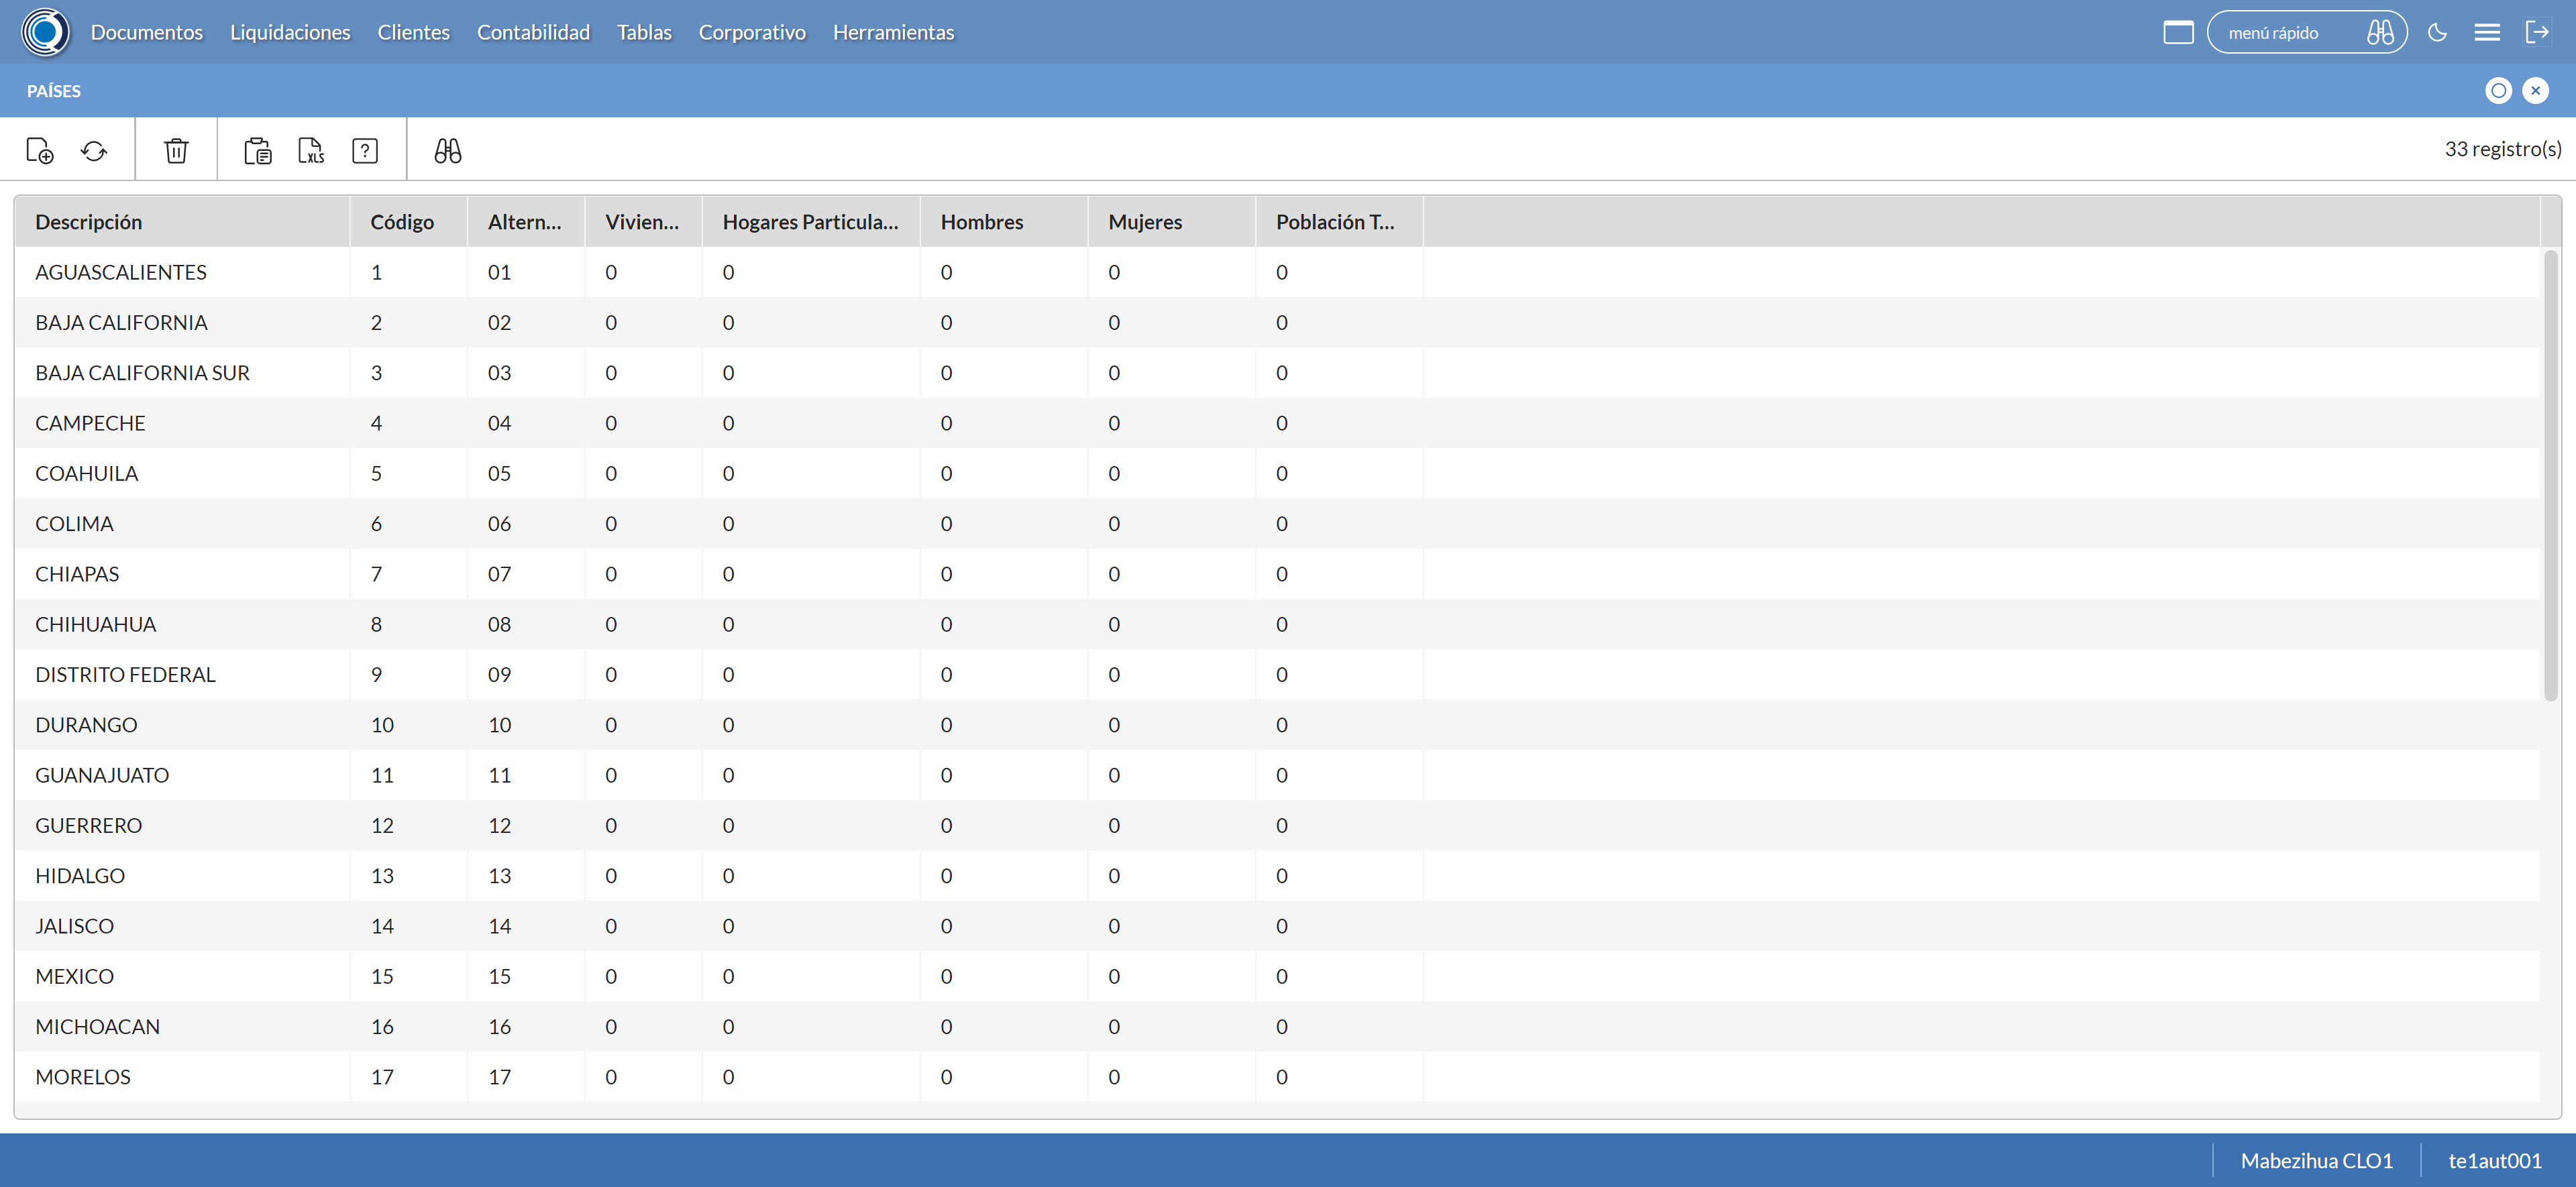 Documentos Liquidaciones Clientes Contabilidad Tablas Corporativo Herramientas menú rápido
PAÍSES
XLS ? 33 registro(s)
Descripción Código Altern... Vivien... Hogares Particula... Hombres Mujeres Población T...
AGUASCALIENTES 1 01 0 0 0 0 0
BAJA CALIFORNIA 2 02 0 0 0 0 0
BAJA CALIFORNIA SUR 3 03 0 0 0 0 0
CAMPECHE 4 04 0 0 0 0 0
COAHUILA 5 05 0 0 0 0 0
COLIMA 6 06 0 0 0 0 0
CHIAPAS 7 07 0 0 0 0 0
CHIHUAHUA 8 08 0 0 0 0 0
DISTRITO FEDERAL 9 09 0 0 0 0 0
DURANGO 10 10 0 0 0 0 0
GUANAJUATO 11 11 0 0 0 0 0
GUERRERO 12 12 0 0 0 0 0
HIDALGO 13 13 0 0 0 0 0
JALISCO 14 14 0 0 0 0 0
MEXICO 15 15 0 0 0 0 0
MICHOACAN 16 16 0 0 0 0 0
MORELOS 17 17 0 0 0 0 0
Mabezihua CLO1 te1aut001